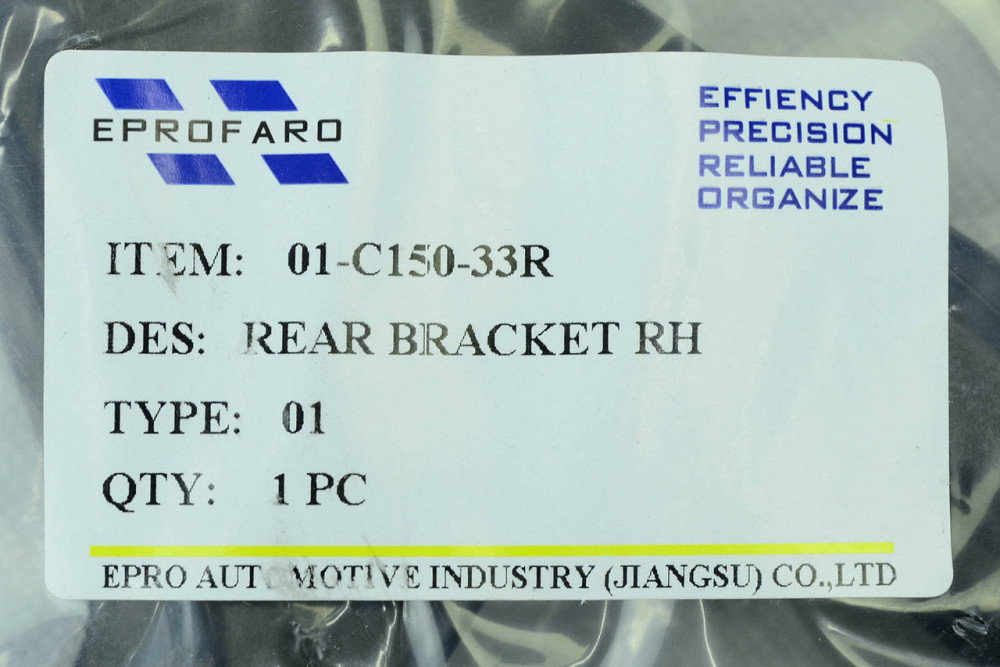 EPROFARO
EFFIENCY
PRECISION
RELIABLE
ORGANIZE
ITEM: 01-C150-33R
DES: REAR BRACKET RH
TYPE: 01
QTY: 1 PC
EPRO AUTOMOTIVE INDUSTRY (JIANGSU) CO.,LTD